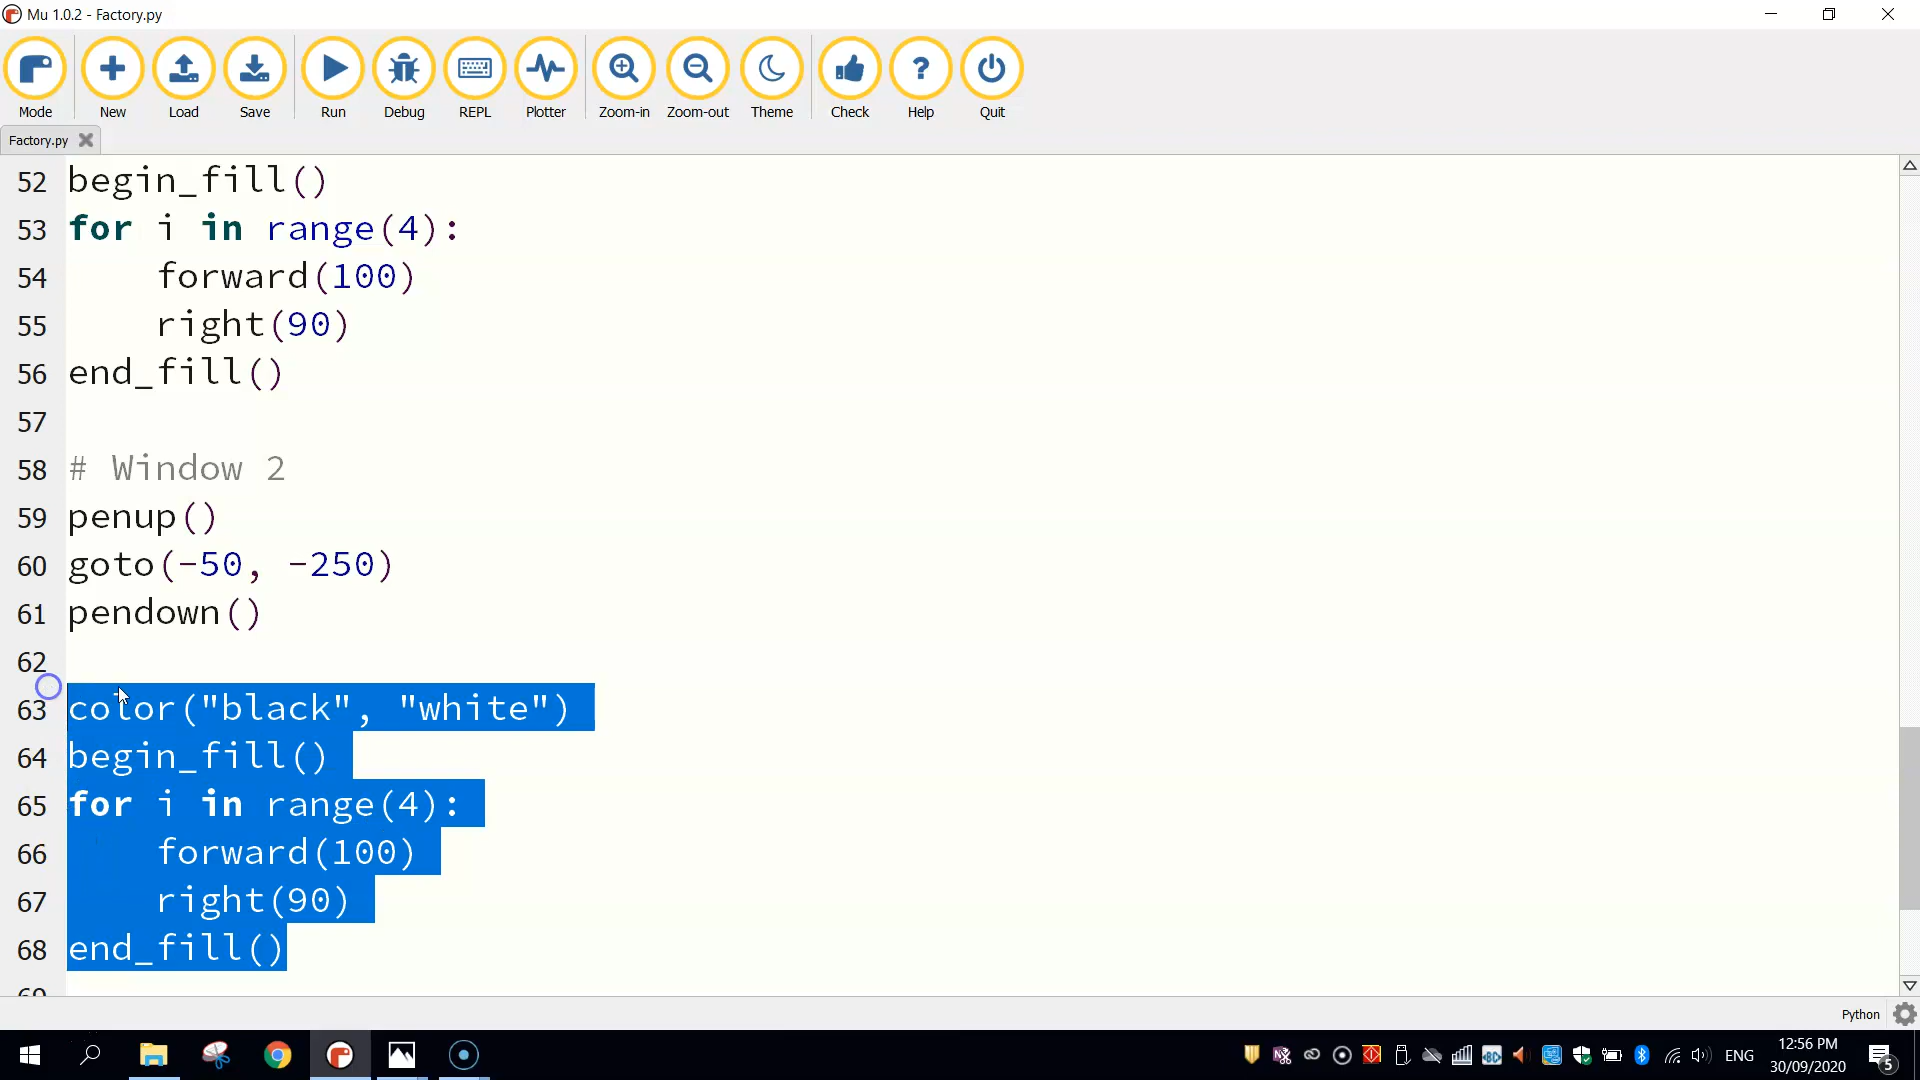 Mu 1.0.2 - Factory.py
Mode New Load Save Run Debug REPL Plotter Zoom-in Zoom-out Theme Check Help Quit
Factory.py
52 begin_fill()
53 for i in range(4):
54     forward(100)
55     right(90)
56 end_fill()
57
58 # Window 2
59 penup()
60 goto(-50, -250)
61 pendown()
62
63 color("black", "white")
64 begin_fill()
65 for i in range(4):
66     forward(100)
67     right(90)
68 end_fill()
69
Python
ENG
12:56 PM
30/09/2020
5